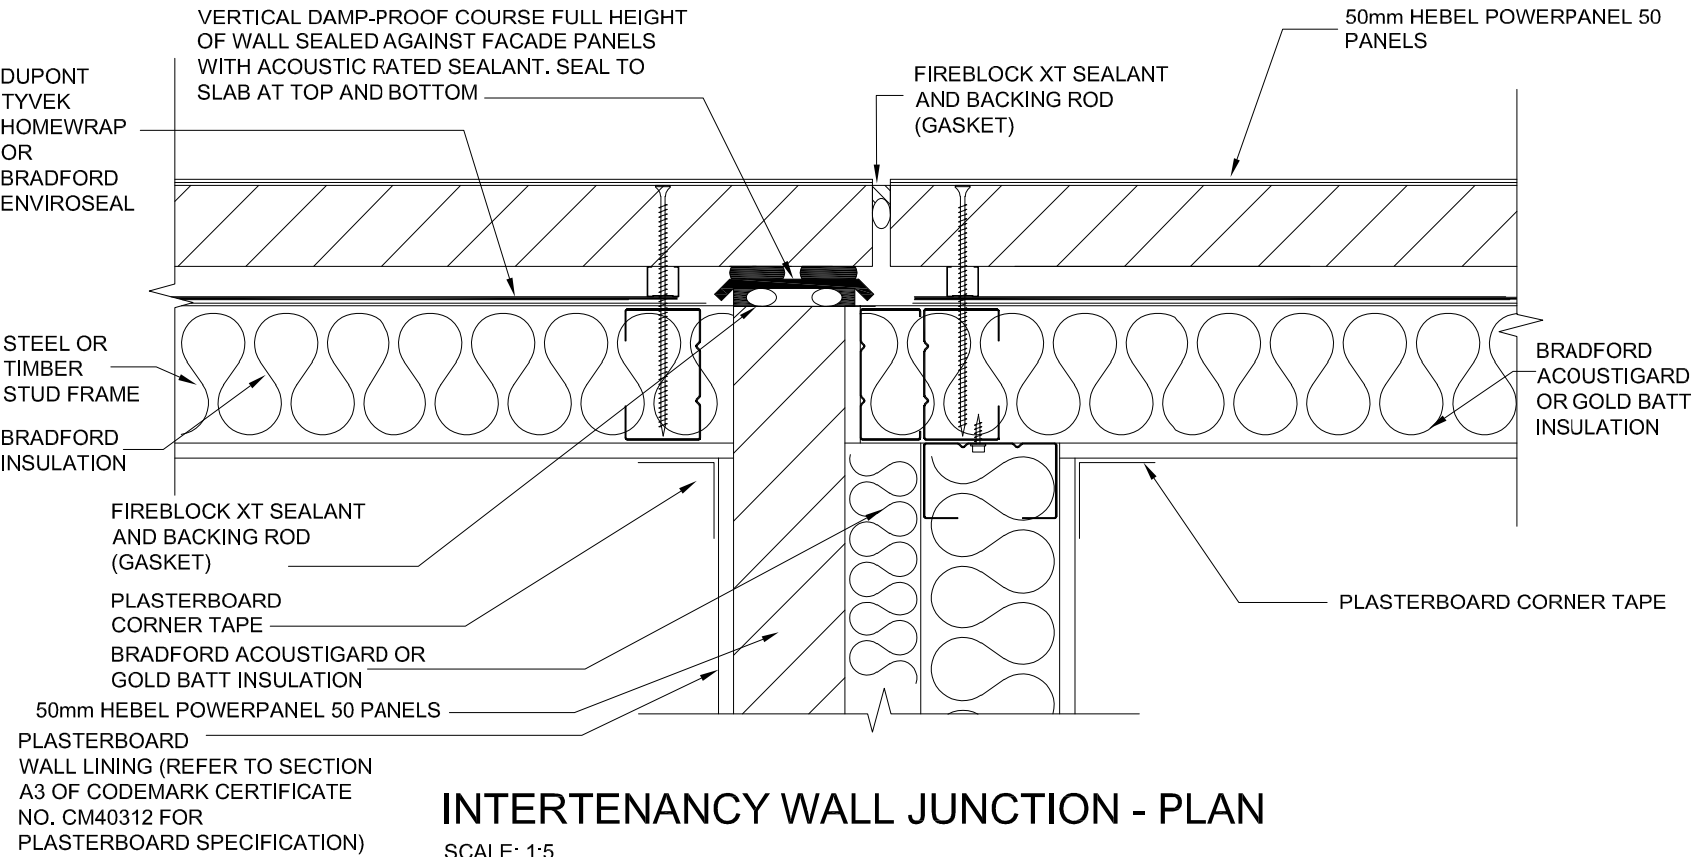 VERTICAL DAMP-PROOF COURSE FULL HEIGHT
OF WALL SEALED AGAINST FACADE PANELS
WITH ACOUSTIC RATED SEALANT. SEAL TO
SLAB AT TOP AND BOTTOM
50mm HEBEL POWERPANEL 50
PANELS
DUPONT
TYVEK
HOMEWRAP
OR
BRADFORD
ENVIROSEAL
FIREBLOCK XT SEALANT
AND BACKING ROD
(GASKET)
STEEL OR
TIMBER
STUD FRAME
BRADFORD
INSULATION
BRADFORD
ACOUSTIGARD
OR GOLD BATT
INSULATION
FIREBLOCK XT SEALANT
AND BACKING ROD
(GASKET)
PLASTERBOARD
CORNER TAPE
PLASTERBOARD CORNER TAPE
BRADFORD ACOUSTIGARD OR
GOLD BATT INSULATION
50mm HEBEL POWERPANEL 50 PANELS
PLASTERBOARD
WALL LINING (REFER TO SECTION
A3 OF CODEMARK CERTIFICATE
NO. CM40312 FOR
PLASTERBOARD SPECIFICATION)
INTERTENANCY WALL JUNCTION - PLAN
SCALE: 1:5